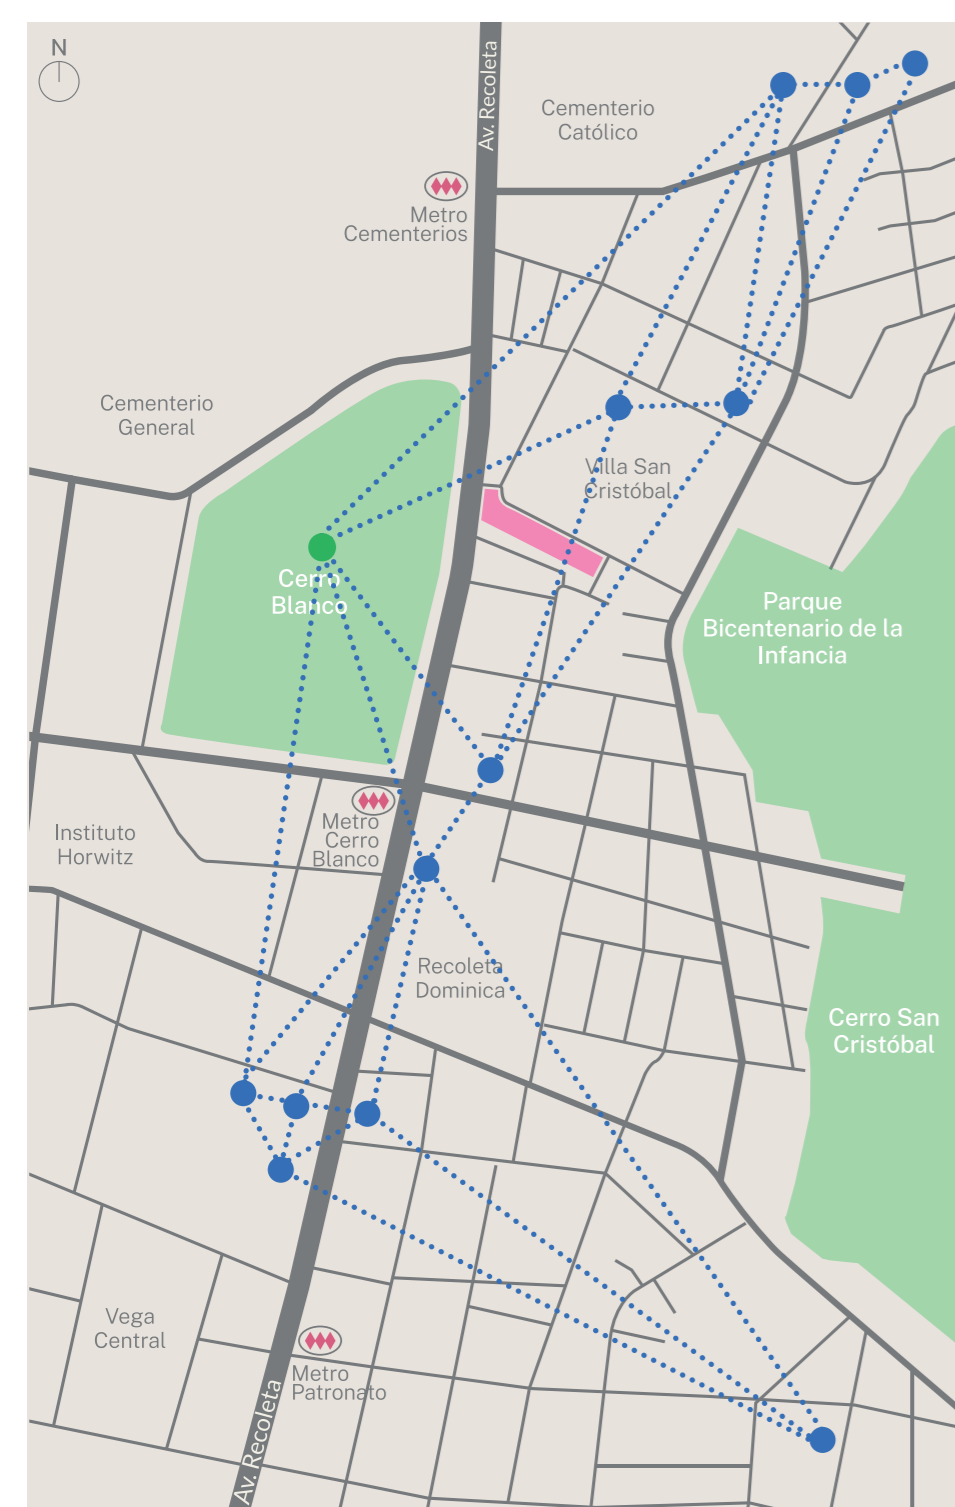 N
Av. Recoleta
Cementerio
Católico
Metro
Cementerios
Cementerio
General
Villa San
Cristóbal
Cerro
Blanco
Parque
Bicentenario de la
Infancia
Metro
Cerro
Blanco
Instituto
Horwitz
Recoleta
Dominica
Cerro San
Cristóbal
Vega
Central
Metro
Patronato
Av. Recoleta